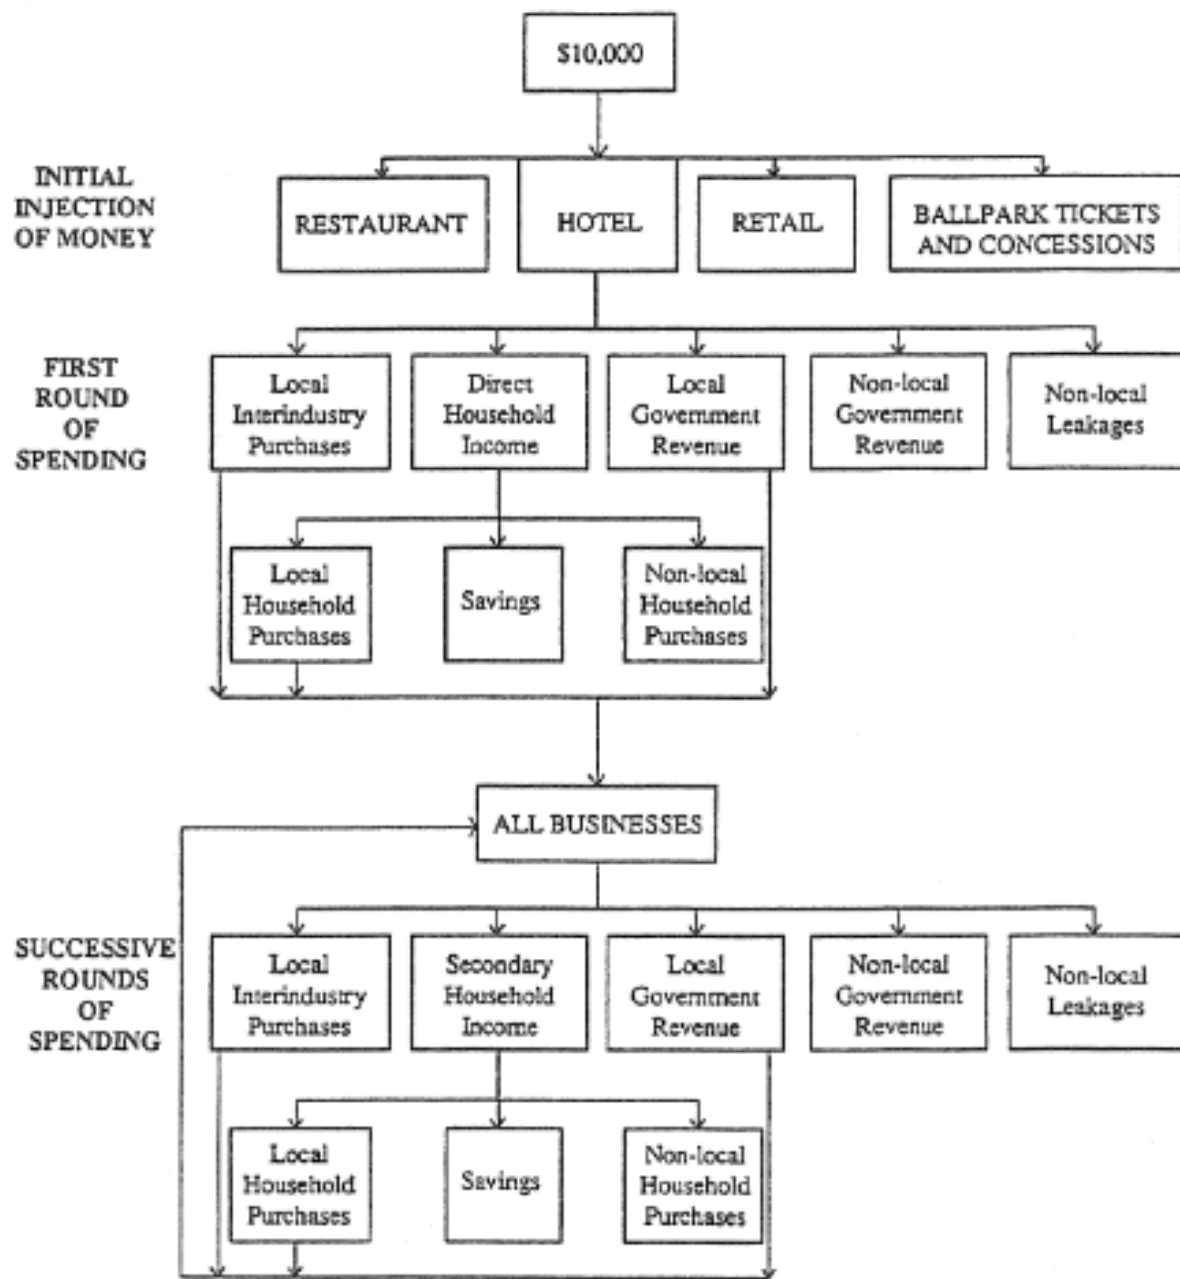 $10,000
INITIAL
INJECTION
OF MONEY
RESTAURANT
HOTEL
RETAIL
BALLPARK TICKETS
AND CONCESSIONS
FIRST
ROUND
OF
SPENDING
Local
Interindustry
Purchases
Direct
Household
Income
Local
Government
Revenue
Non-local
Government
Revenue
Non-local
Leakages
Local
Household
Purchases
Savings
Non-local
Household
Purchases
ALL BUSINESSES
SUCCESSIVE
ROUNDS
OF
SPENDING
Local
Interindustry
Purchases
Secondary
Household
Income
Local
Government
Revenue
Non-local
Government
Revenue
Non-local
Leakages
Local
Household
Purchases
Savings
Non-local
Household
Purchases